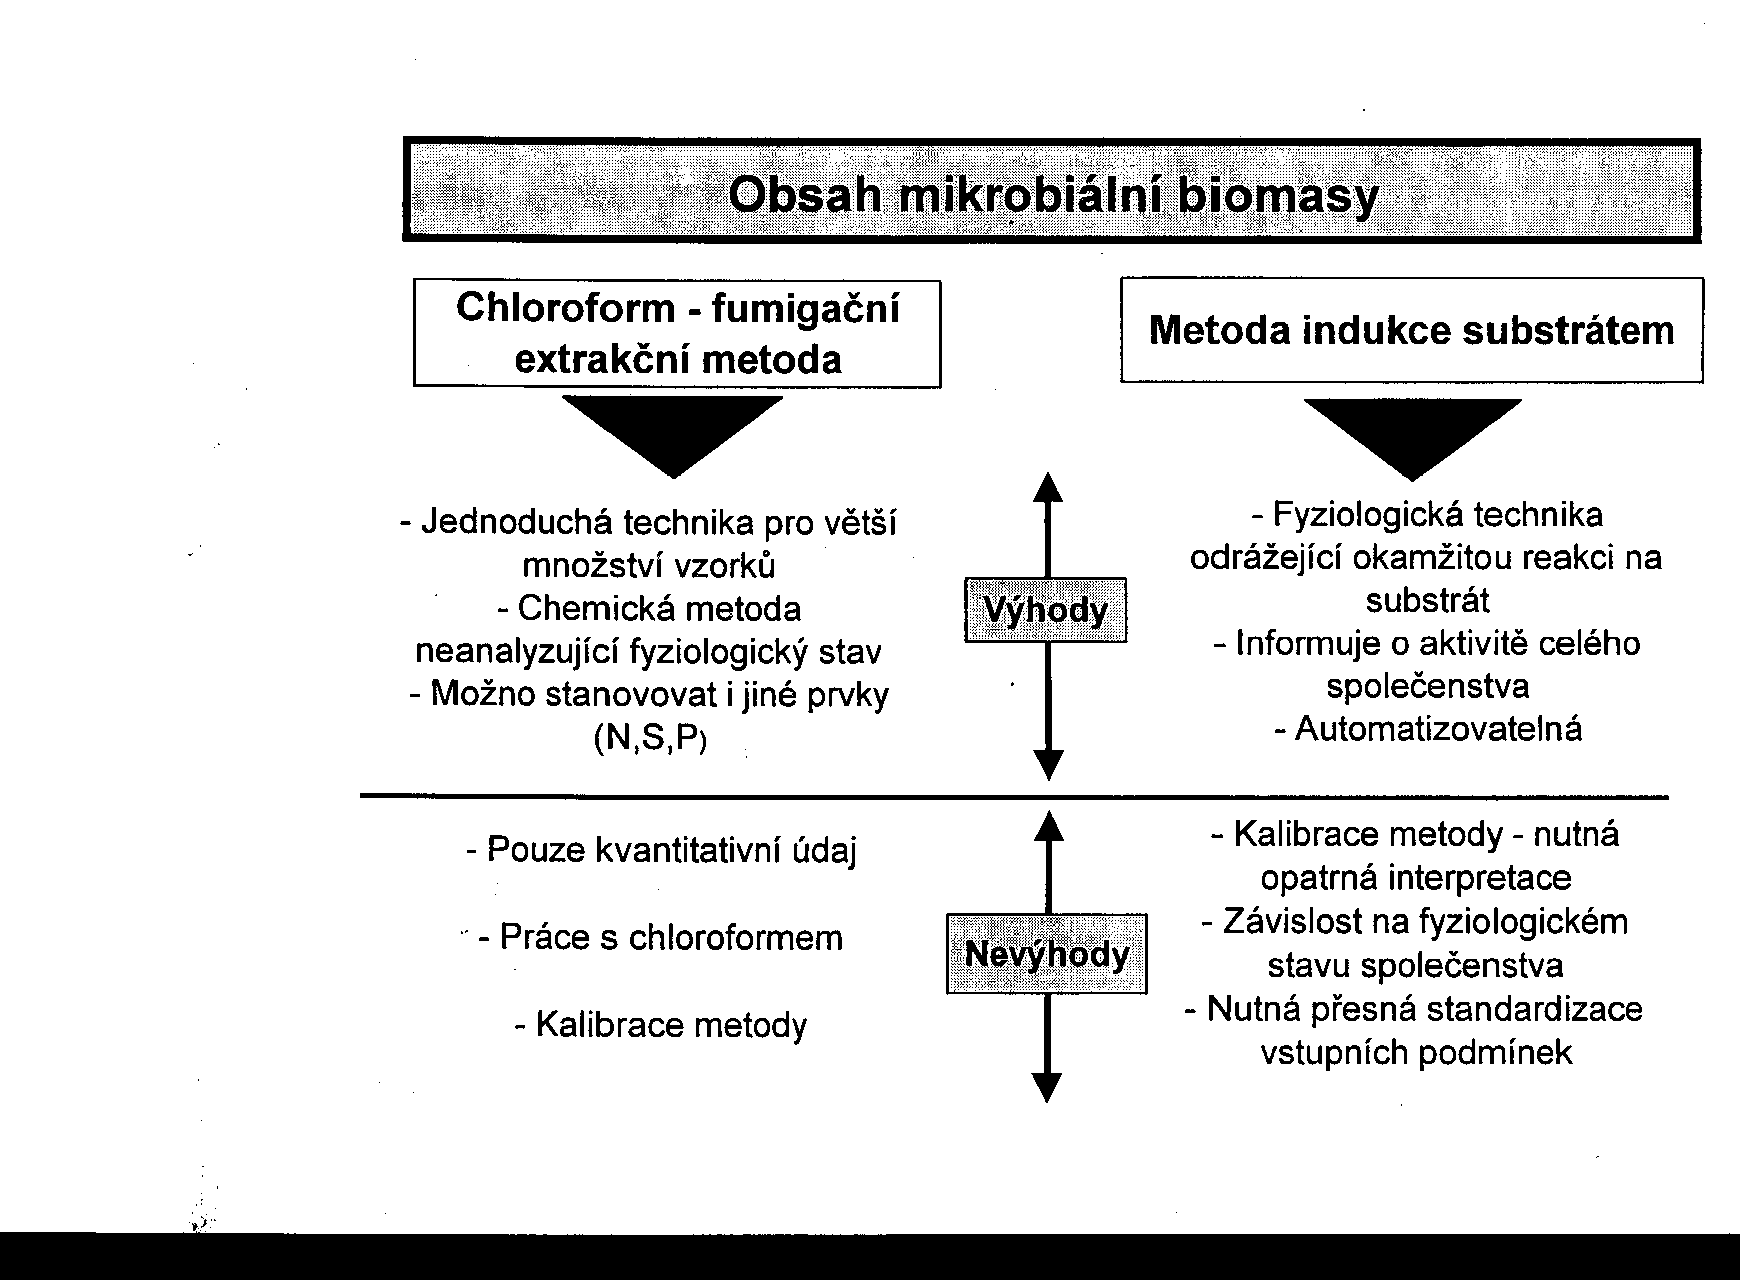 Obsah mikrobiální biomasy
Chloroform - fumigační
extrakční metoda
Metoda indukce substrátem
- Jednoduchá technika pro větší
množství vzorků
- Chemická metoda
neanalyzující fyziologický stav
- Možno stanovovat i jiné prvky
(N,S,P)
Výhody
- Fyziologická technika
odrážející okamžitou reakci na
substrát
- Informuje o aktivitě celého
společenstva
- Automatizovatelná
- Pouze kvantitativní údaj
- Práce s chloroformem
- Kalibrace metody
Nevýhody
- Kalibrace metody - nutná
opatrná interpretace
- Závislost na fyziologickém
stavu společenstva
- Nutná přesná standardizace
vstupních podmínek